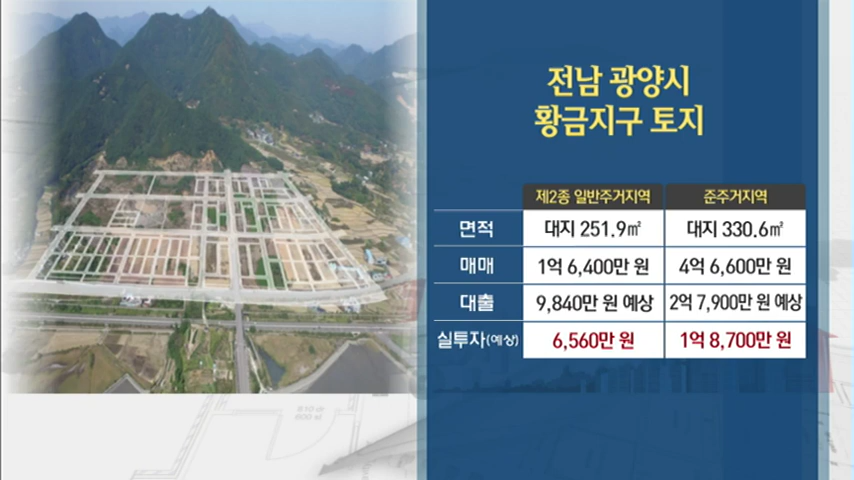 전남 광양시
황금지구 토지
제2종 일반주거지역 준주거지역
면적 대지 251.9㎡ 대지 330.6㎡
매매 1억 6,400만 원 4억 6,600만 원
대출 9,840만 원 예상 2억 7,900만 원 예상
실투자(예상) 6,560만 원 1억 8,700만 원